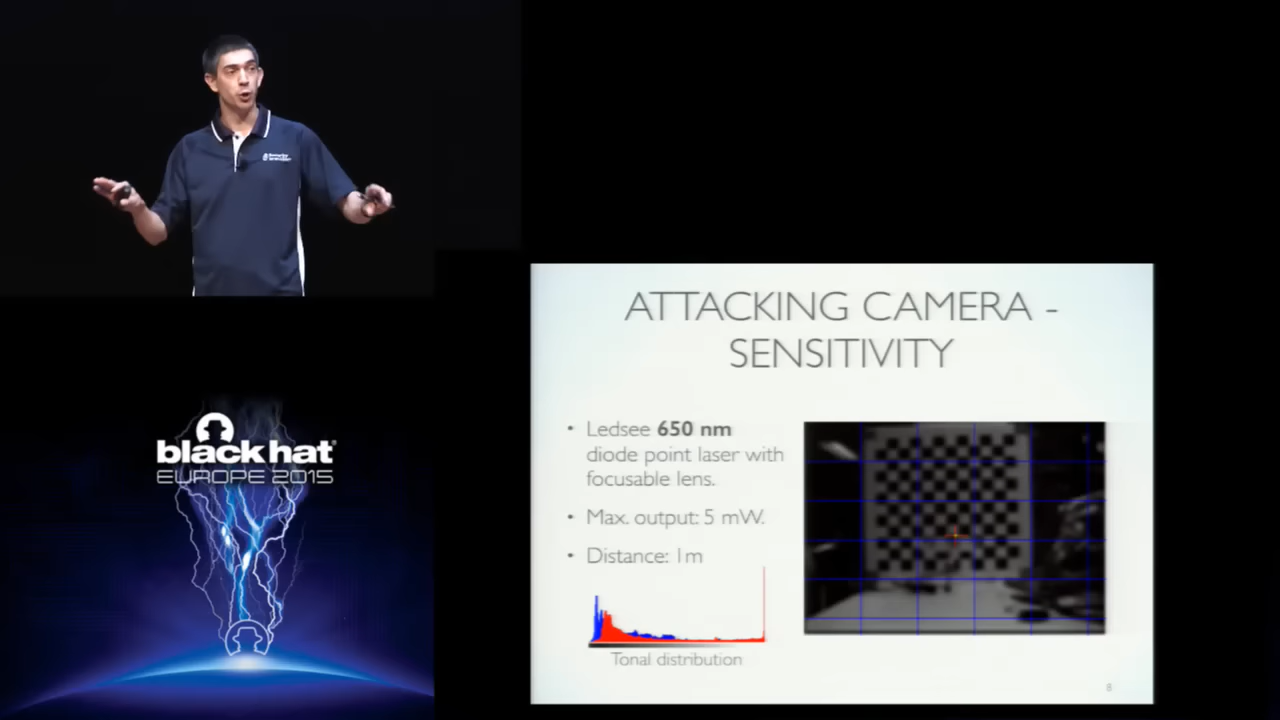 ATTACKING CAMERA -
SENSITIVITY
• Ledsee 650 nm
diode point laser with
focusable lens.
• Max. output: 5 mW.
• Distance: 1m
Tonal distribution
8
black hat
EUROPE 2015